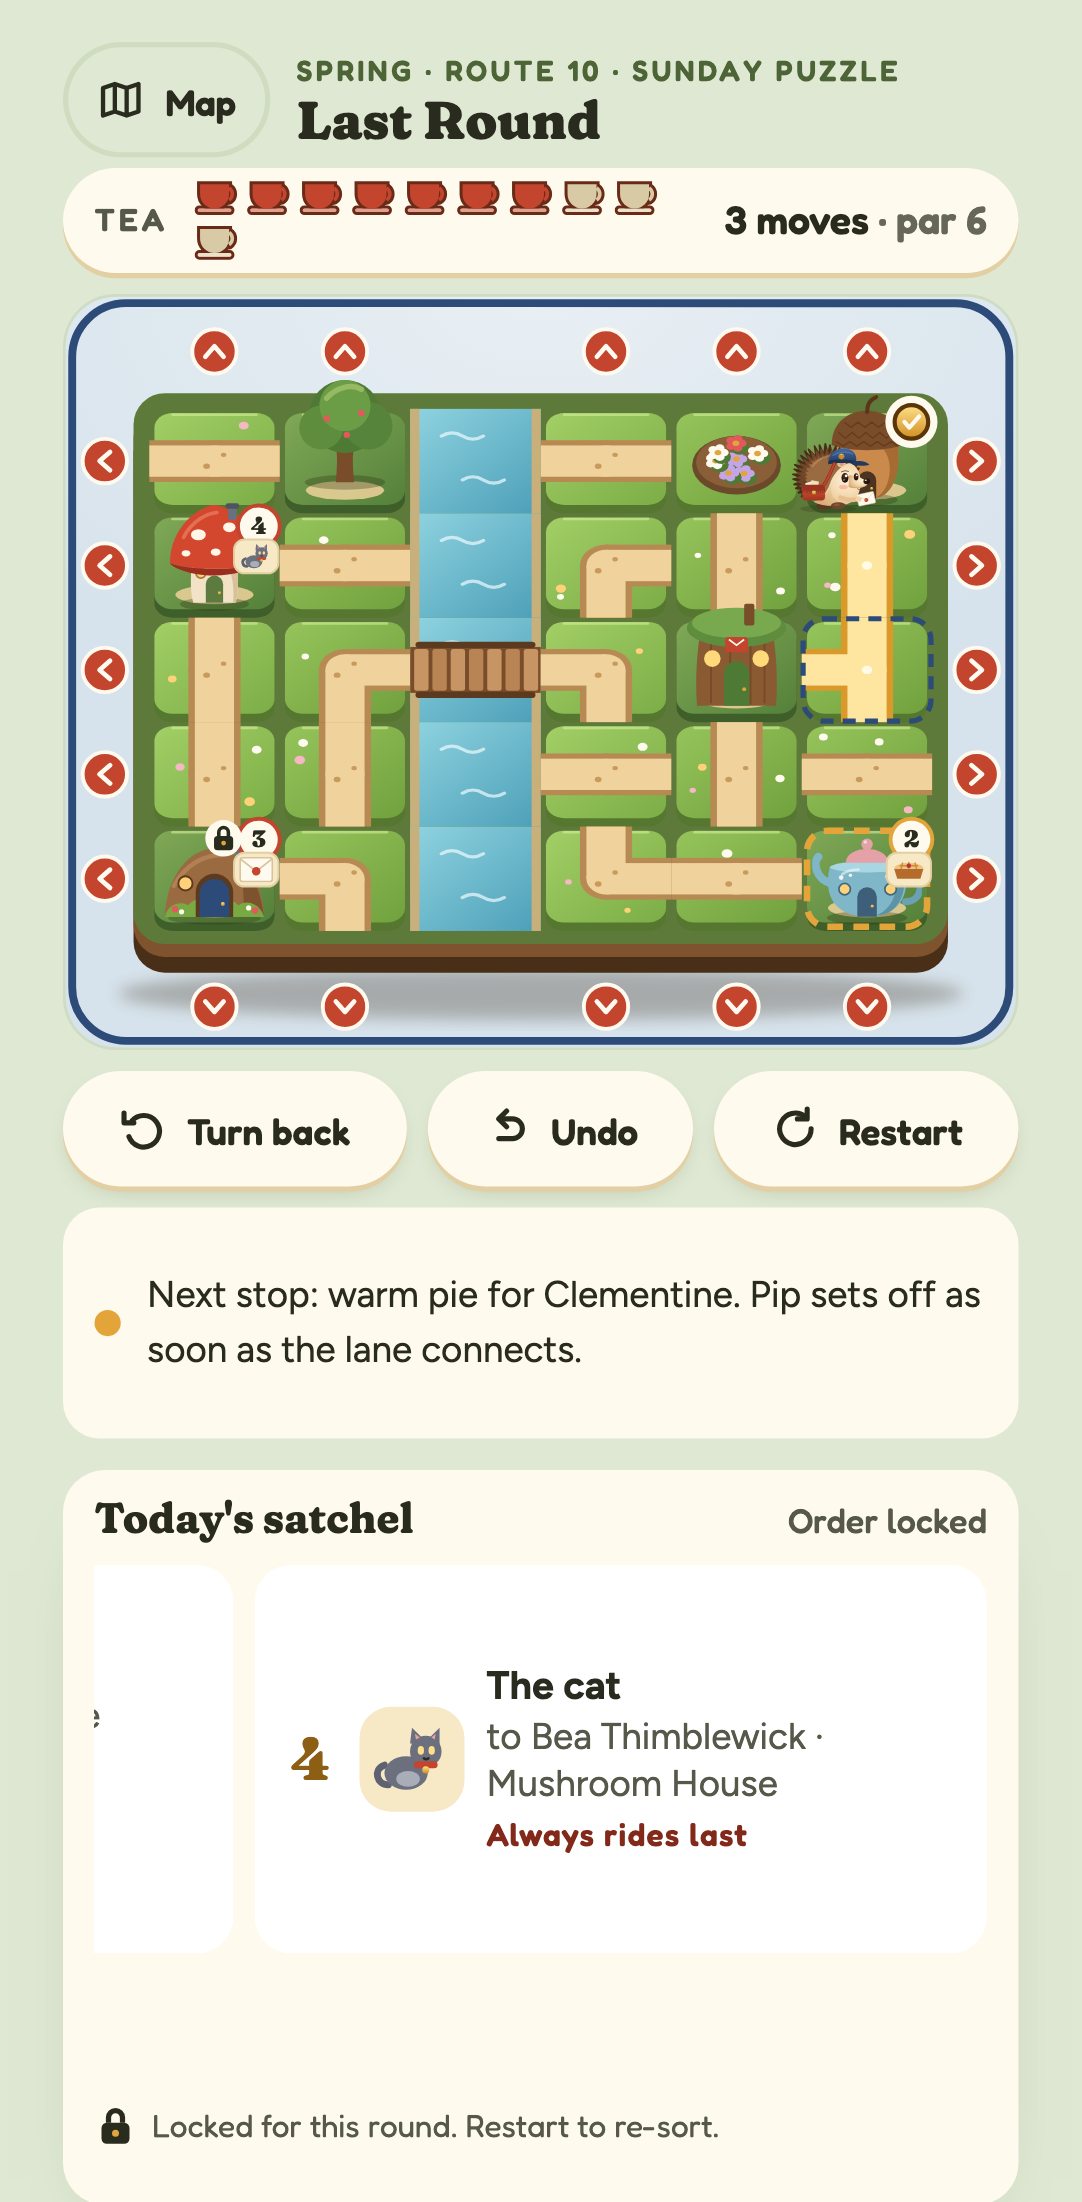 Map
SPRING · ROUTE 10 · SUNDAY PUZZLE
Last Round
TEA
3 moves · par 6
4
3
2
Turn back
Undo
Restart
Next stop: warm pie for Clementine. Pip sets off as
soon as the lane connects.
Today's satchel
Order locked
e
4
The cat
to Bea Thimblewick ·
Mushroom House
Always rides last
Locked for this round. Restart to re-sort.